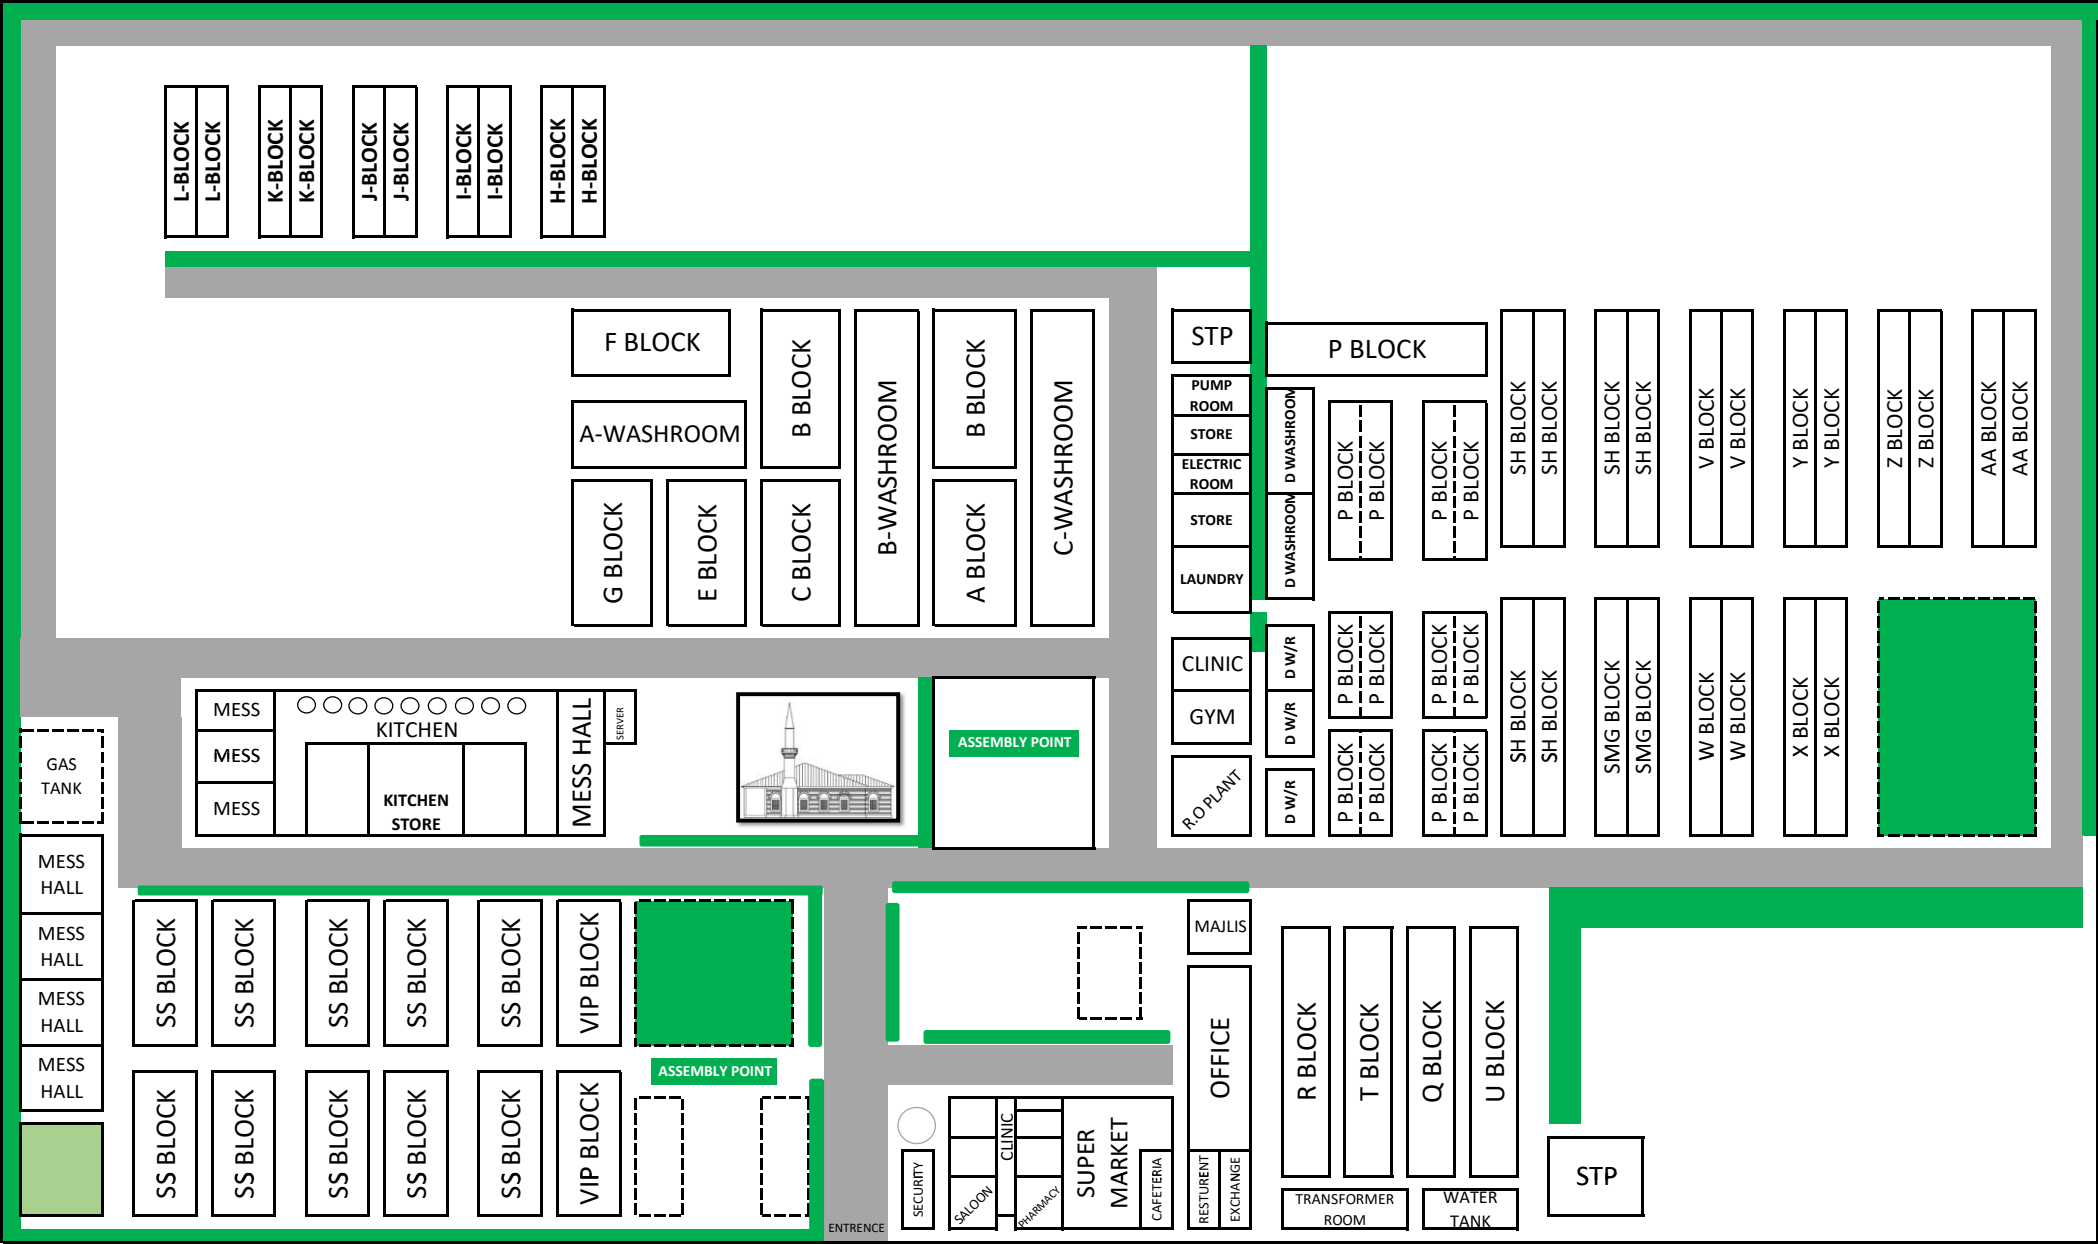 L-BLOCK
L-BLOCK
K-BLOCK
K-BLOCK
J-BLOCK
J-BLOCK
I-BLOCK
I-BLOCK
H-BLOCK
H-BLOCK
F BLOCK
A-WASHROOM
G BLOCK
E BLOCK
B BLOCK
C BLOCK
B-WASHROOM
B BLOCK
A BLOCK
C-WASHROOM
STP
PUMP
ROOM
STORE
ELECTRIC
ROOM
STORE
LAUNDRY
CLINIC
GYM
R.O PLANT
P BLOCK
D WASHROOM
D WASHROOM
D W/R
D W/R
D W/R
P BLOCK
P BLOCK
P BLOCK
P BLOCK
P BLOCK
P BLOCK
P BLOCK
P BLOCK
P BLOCK
P BLOCK
P BLOCK
P BLOCK
SH BLOCK
SH BLOCK
SH BLOCK
SH BLOCK
V BLOCK
V BLOCK
Y BLOCK
Y BLOCK
Z BLOCK
Z BLOCK
AA BLOCK
AA BLOCK
SH BLOCK
SH BLOCK
SMG BLOCK
SMG BLOCK
W BLOCK
W BLOCK
X BLOCK
X BLOCK
MESS
MESS
MESS
KITCHEN
KITCHEN
STORE
MESS HALL
SERVER
ASSEMBLY POINT
GAS
TANK
MESS
HALL
MESS
HALL
MESS
HALL
MESS
HALL
SS BLOCK
SS BLOCK
SS BLOCK
SS BLOCK
SS BLOCK
VIP BLOCK
ASSEMBLY POINT
SS BLOCK
SS BLOCK
SS BLOCK
SS BLOCK
SS BLOCK
VIP BLOCK
ENTRENCE
SECURITY
SALOON
CLINIC
PHARMACY
SUPER
MARKET
CAFETERIA
MAJLIS
OFFICE
RESTURENT
EXCHANGE
R BLOCK
T BLOCK
Q BLOCK
U BLOCK
TRANSFORMER
ROOM
WATER
TANK
STP